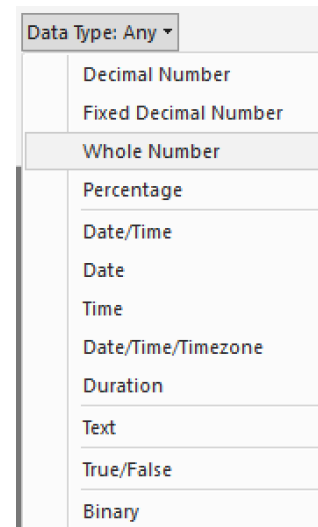 Data Type: Any
Decimal Number
Fixed Decimal Number
Whole Number
Percentage
Date/Time
Date
Time
Date/Time/Timezone
Duration
Text
True/False
Binary